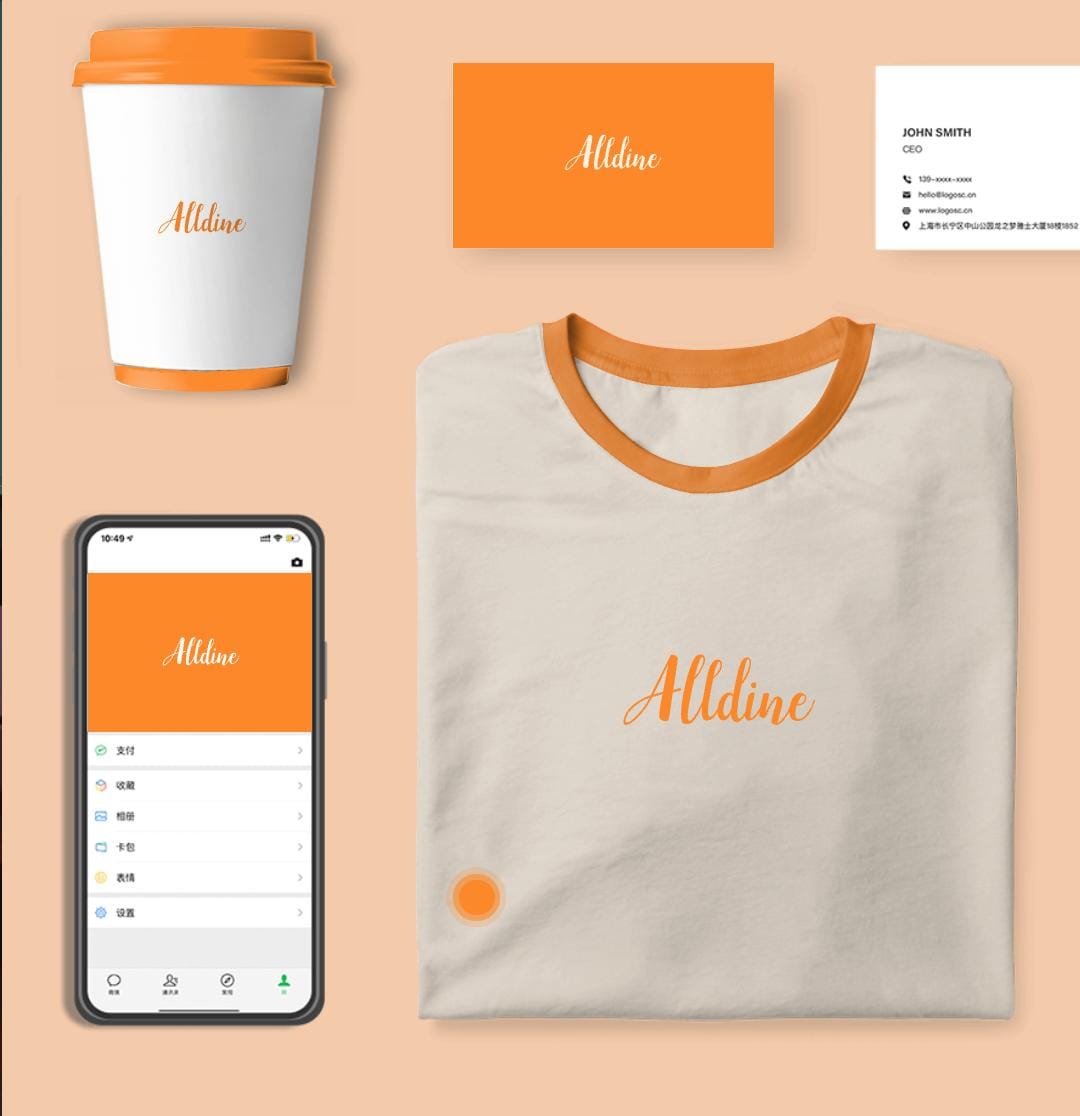 Alldine
Alldine
JOHN SMITH
CEO
139-xxxx-xxxx
hello@logosc.cn
www.logosc.cn
上海市长宁区中山公园龙之梦雅士大厦18楼1852
Alldine
10:49
Alldine
支付
收藏
相册
卡包
表情
设置
微信
通讯录
发现
我